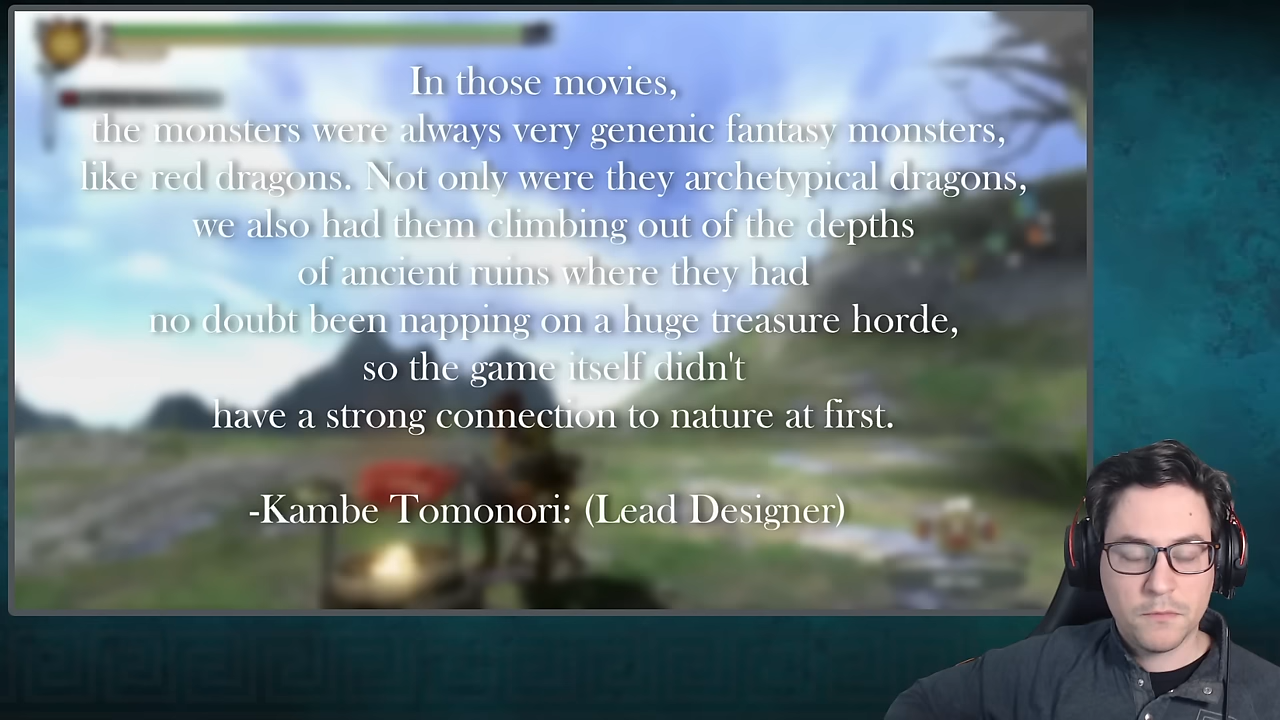 In those movies,
the monsters were always very genenic fantasy monsters,
like red dragons. Not only were they archetypical dragons,
we also had them climbing out of the depths
of ancient ruins where they had
no doubt been napping on a huge treasure horde,
so the game itself didn't
have a strong connection to nature at first.
-Kambe Tomonori: (Lead Designer)